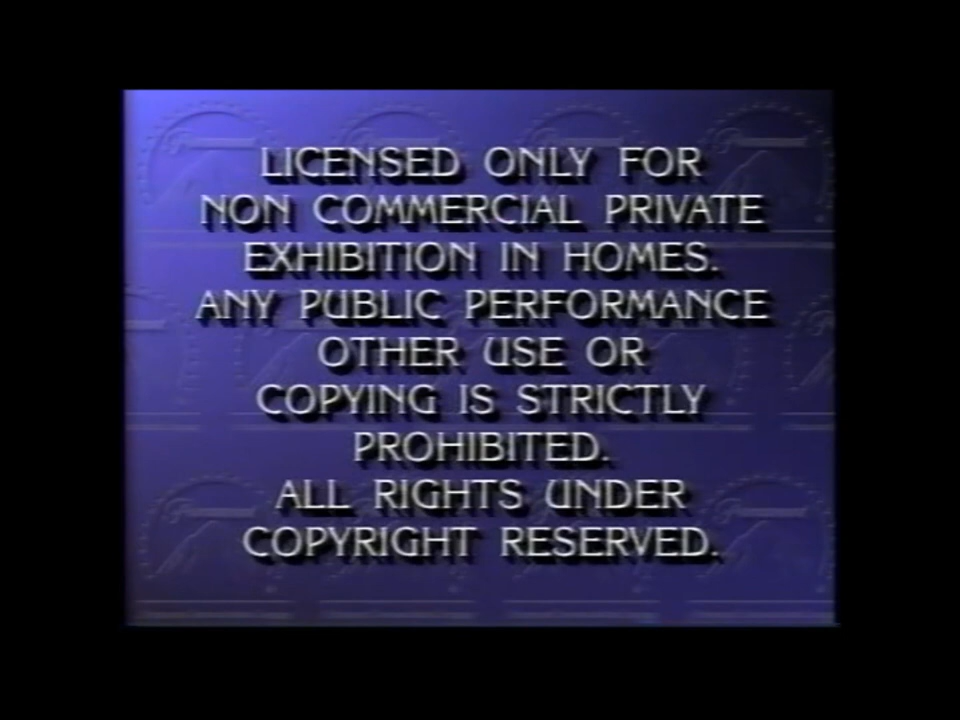 LICENSED ONLY FOR
NON COMMERCIAL PRIVATE
EXHIBITION IN HOMES.
ANY PUBLIC PERFORMANCE
OTHER USE OR
COPYING IS STRICTLY
PROHIBITED.
ALL RIGHTS UNDER
COPYRIGHT RESERVED.